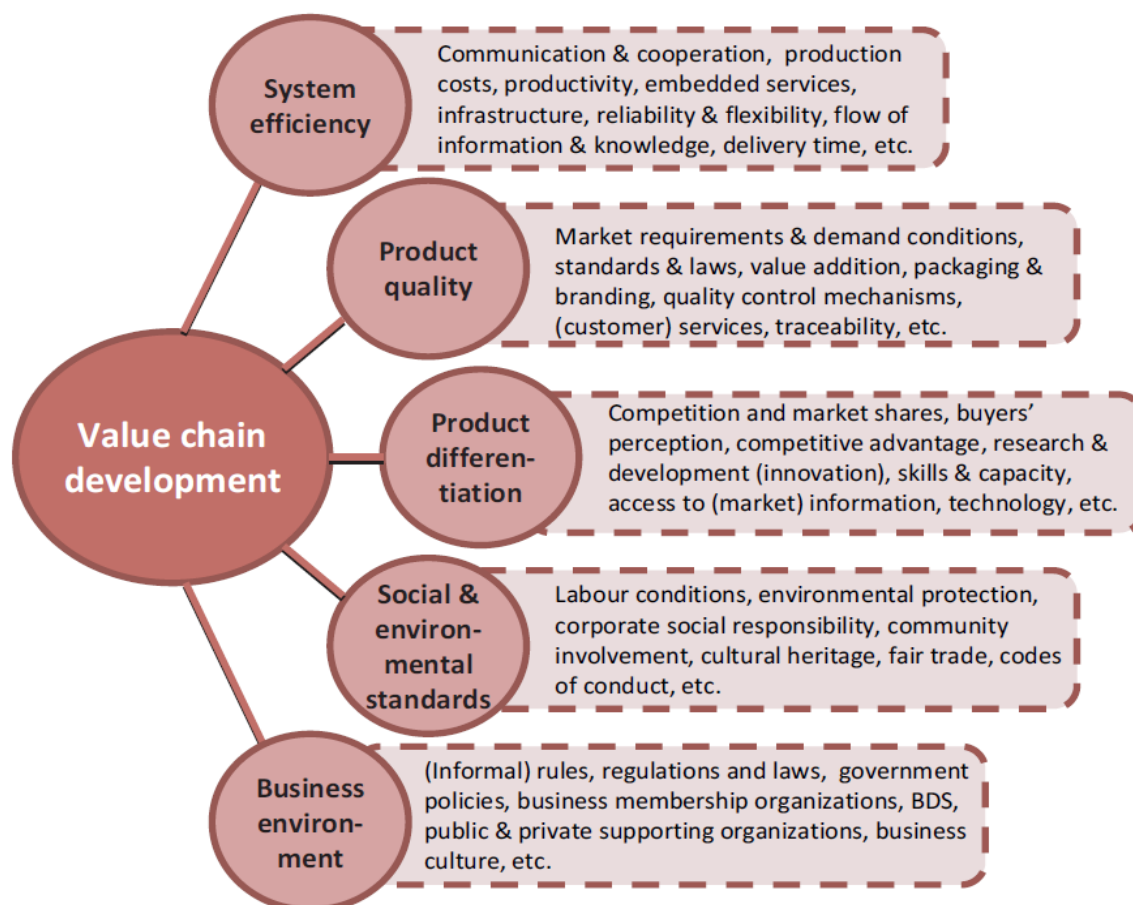 System
efficiency
Communication & cooperation, production
costs, productivity, embedded services,
infrastructure, reliability & flexibility, flow of
information & knowledge, delivery time, etc.
Product
quality
Market requirements & demand conditions,
standards & laws, value addition, packaging &
branding, quality control mechanisms,
(customer) services, traceability, etc.
Value chain
development
Product
differen-
tiation
Competition and market shares, buyers’
perception, competitive advantage, research &
development (innovation), skills & capacity,
access to (market) information, technology, etc.
Social &
environ-
mental
standards
Labour conditions, environmental protection,
corporate social responsibility, community
involvement, cultural heritage, fair trade, codes
of conduct, etc.
Business
environ-
ment
(Informal) rules, regulations and laws, government
policies, business membership organizations, BDS,
public & private supporting organizations, business
culture, etc.